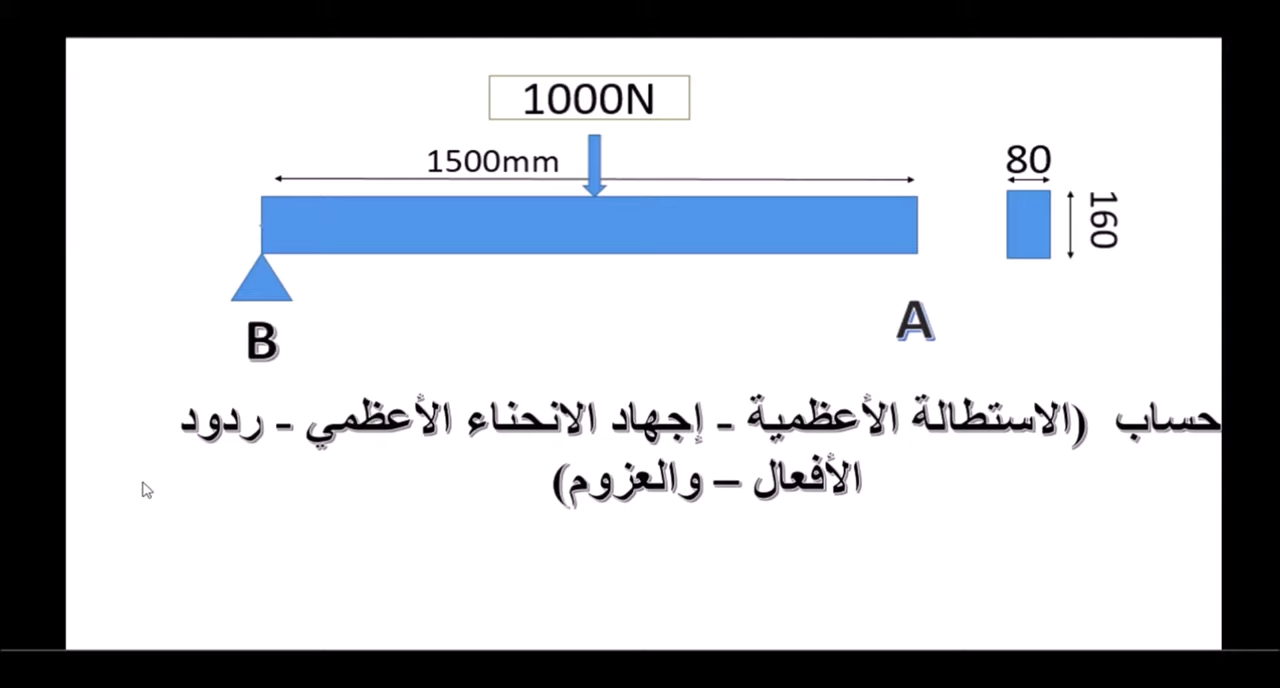 1000N
1500mm
80
160
B
A
حساب (الاستطالة الأعظمية - إجهاد الانحناء الأعظمي - ردود
الأفعال – والعزوم)